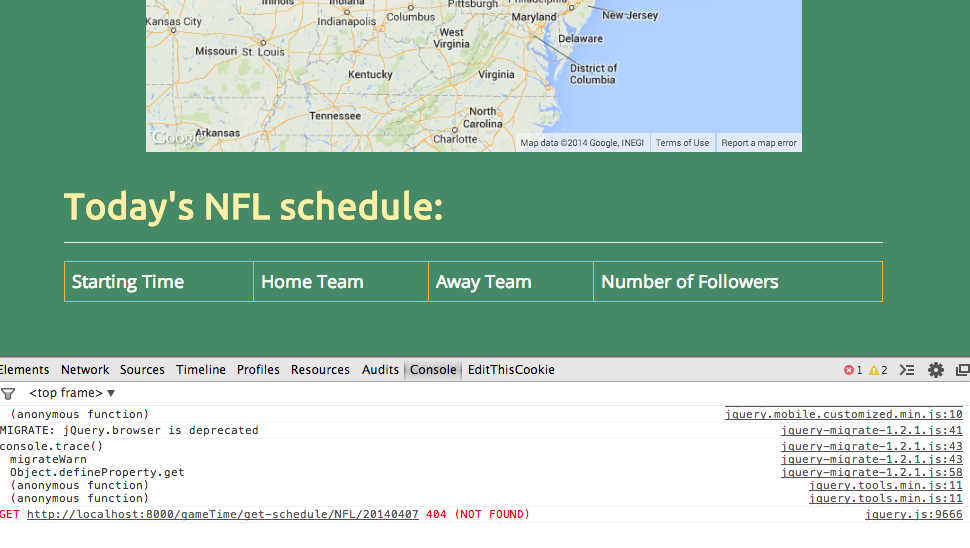 Illinois Indiana Pittsburgh Philadelphia
Kansas City Indianapolis Columbus Maryland New Jersey
Missouri St. Louis West Virginia Delaware
Kentucky Virginia District of Columbia
Tennessee North Carolina
Google Arkansas Charlotte
Map data ©2014 Google, INEGI Terms of Use Report a map error
Today's NFL schedule:
Starting Time Home Team Away Team Number of Followers
Elements Network Sources Timeline Profiles Resources Audits Console EditThisCookie 1 2
<top frame> ▼
(anonymous function) jquery.mobile.customized.min.js:10
MIGRATE: jQuery.browser is deprecated jquery-migrate-1.2.1.js:41
console.trace() jquery-migrate-1.2.1.js:43
migrateWarn jquery-migrate-1.2.1.js:43
Object.defineProperty.get jquery-migrate-1.2.1.js:58
(anonymous function) jquery.tools.min.js:11
(anonymous function) jquery.tools.min.js:11
GET http://localhost:8000/gameTime/get-schedule/NFL/20140407 404 (NOT FOUND) jquery.js:9666